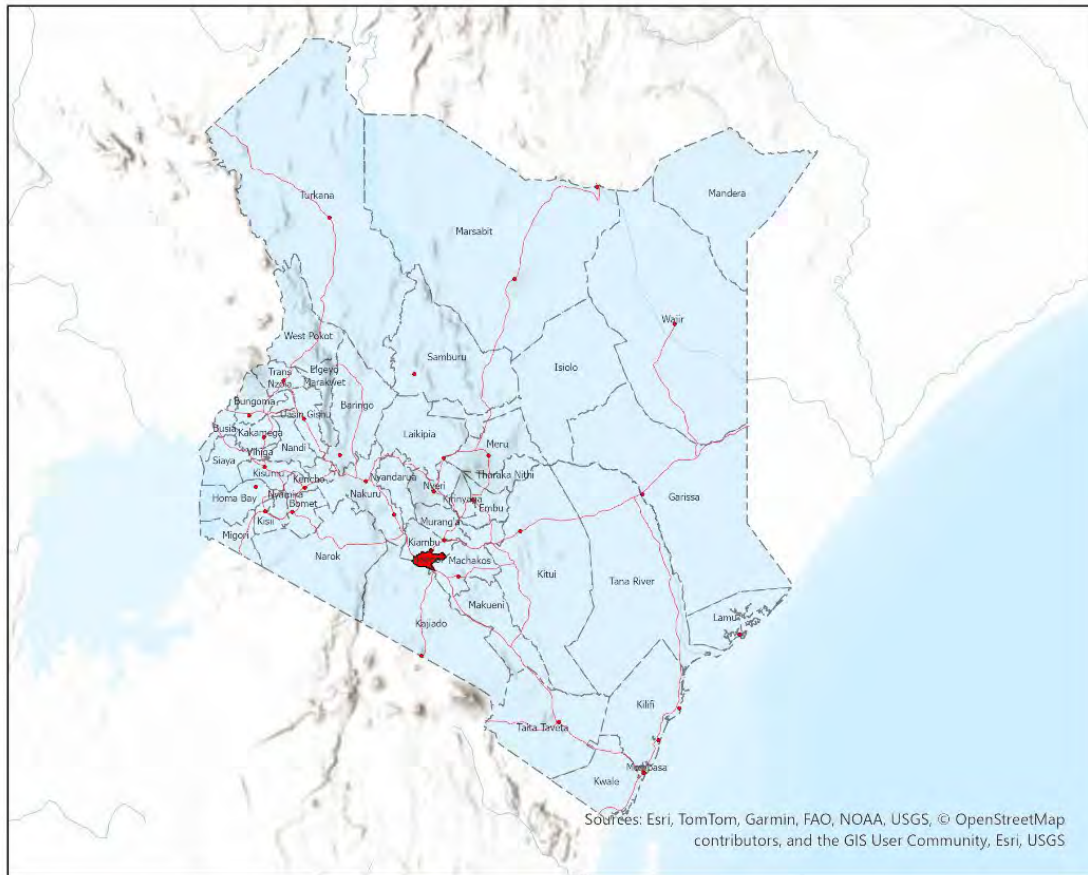 Turkana
Mandera
Marsabit
Wajir
West Pokot
Samburu
Isiolo
Trans
Nzoia
Elgeyo
Marakwet
Bungoma
Uasin Gishu
Baringo
Busia
Kakamega
Laikipia
Meru
Vihiga
Nandi
Siaya
Kisumu
Kericho
Nyandarua
Tharaka Nithi
Nyeri
Homa Bay
Nyamira
Nakuru
Kirinyaga
Garissa
Bomet
Embu
Kisii
Murang'a
Migori
Kiambu
Narok
Machakos
Kitui
Tana River
Makueni
Kajiado
Lamu
Kilifi
Taita Taveta
Mombasa
Kwale
Sources: Esri, TomTom, Garmin, FAO, NOAA, USGS, © OpenStreetMap
contributors, and the GIS User Community, Esri, USGS